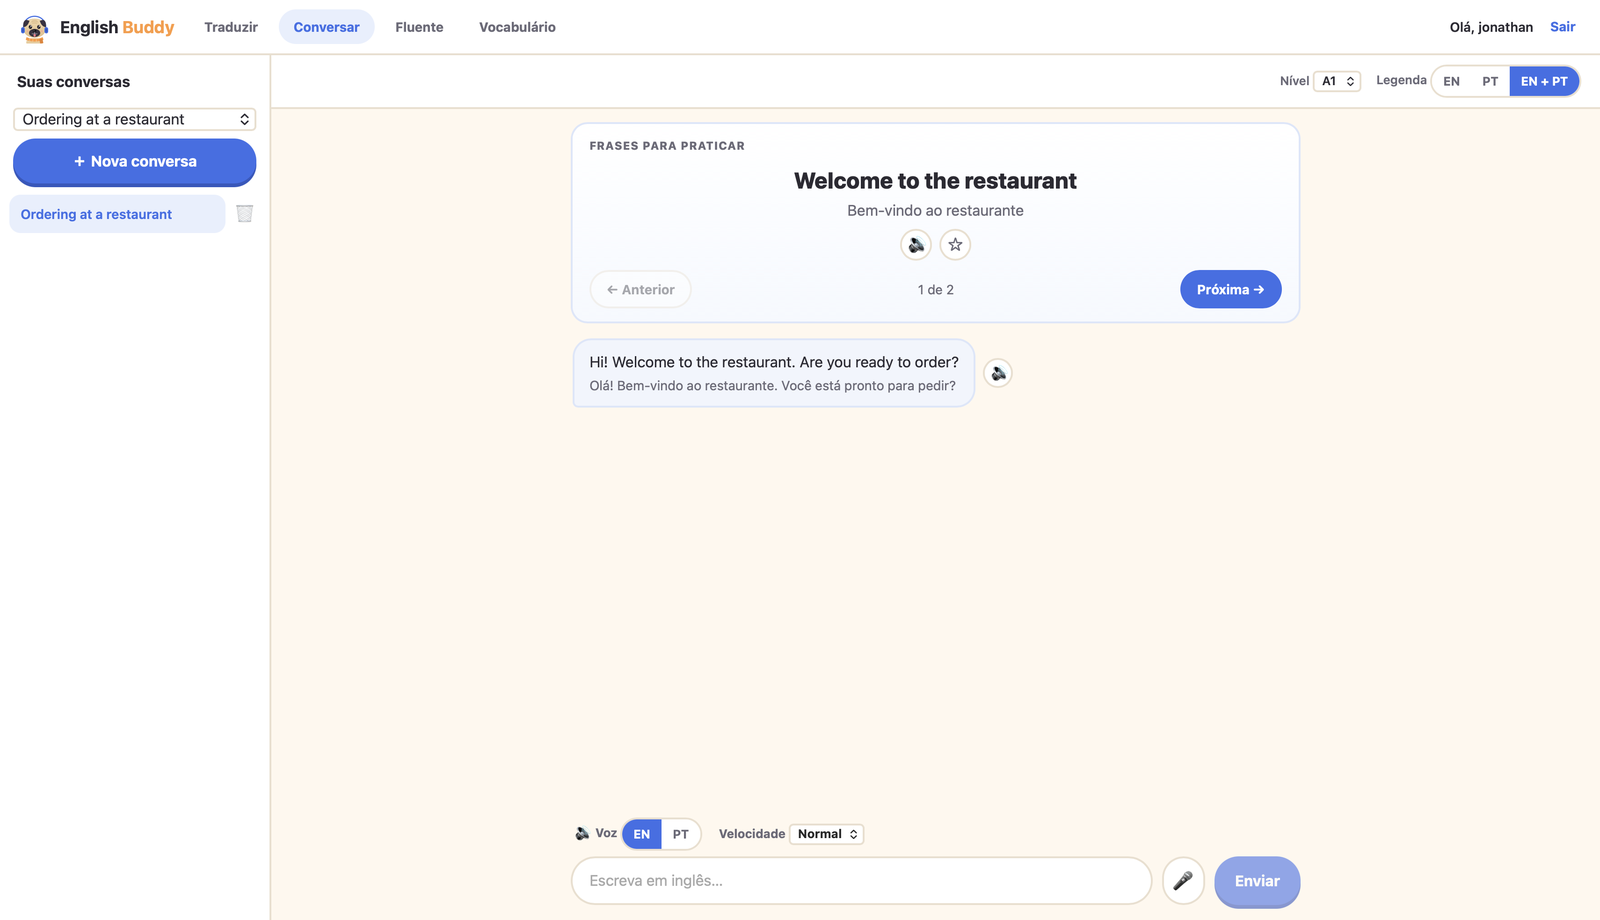 English Buddy
Traduzir
Conversar
Fluente
Vocabulário
Olá, jonathan
Sair
Suas conversas
Ordering at a restaurant
+ Nova conversa
Ordering at a restaurant
Nível
A1
Legenda
EN
PT
EN + PT
FRASES PARA PRATICAR
Welcome to the restaurant
Bem-vindo ao restaurante
← Anterior
1 de 2
Próxima →
Hi! Welcome to the restaurant. Are you ready to order?
Olá! Bem-vindo ao restaurante. Você está pronto para pedir?
Voz
EN
PT
Velocidade
Normal
Escreva em inglês...
Enviar